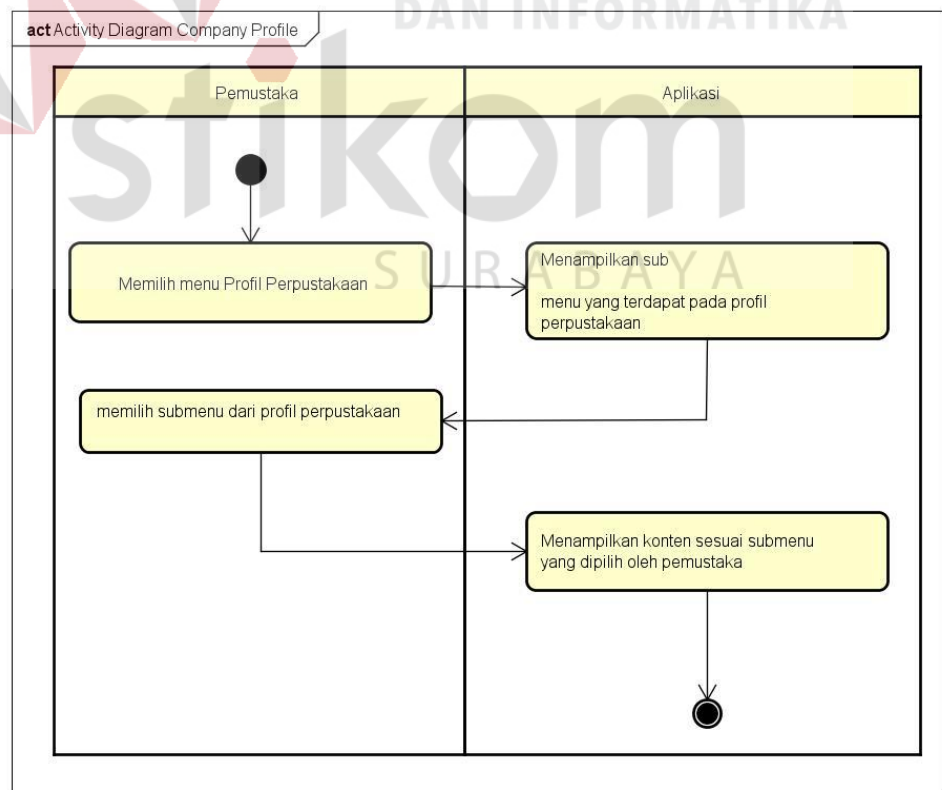 DAN INFORMATIKA
act Activity Diagram Company Profile
Pemustaka
Aplikasi
stikom
SURABAYA
Memilih menu Profil Perpustakaan
Menampilkan sub
menu yang terdapat pada profil
perpustakaan
memilih submenu dari profil perpustakaan
Menampilkan konten sesuai submenu
yang dipilih oleh pemustaka